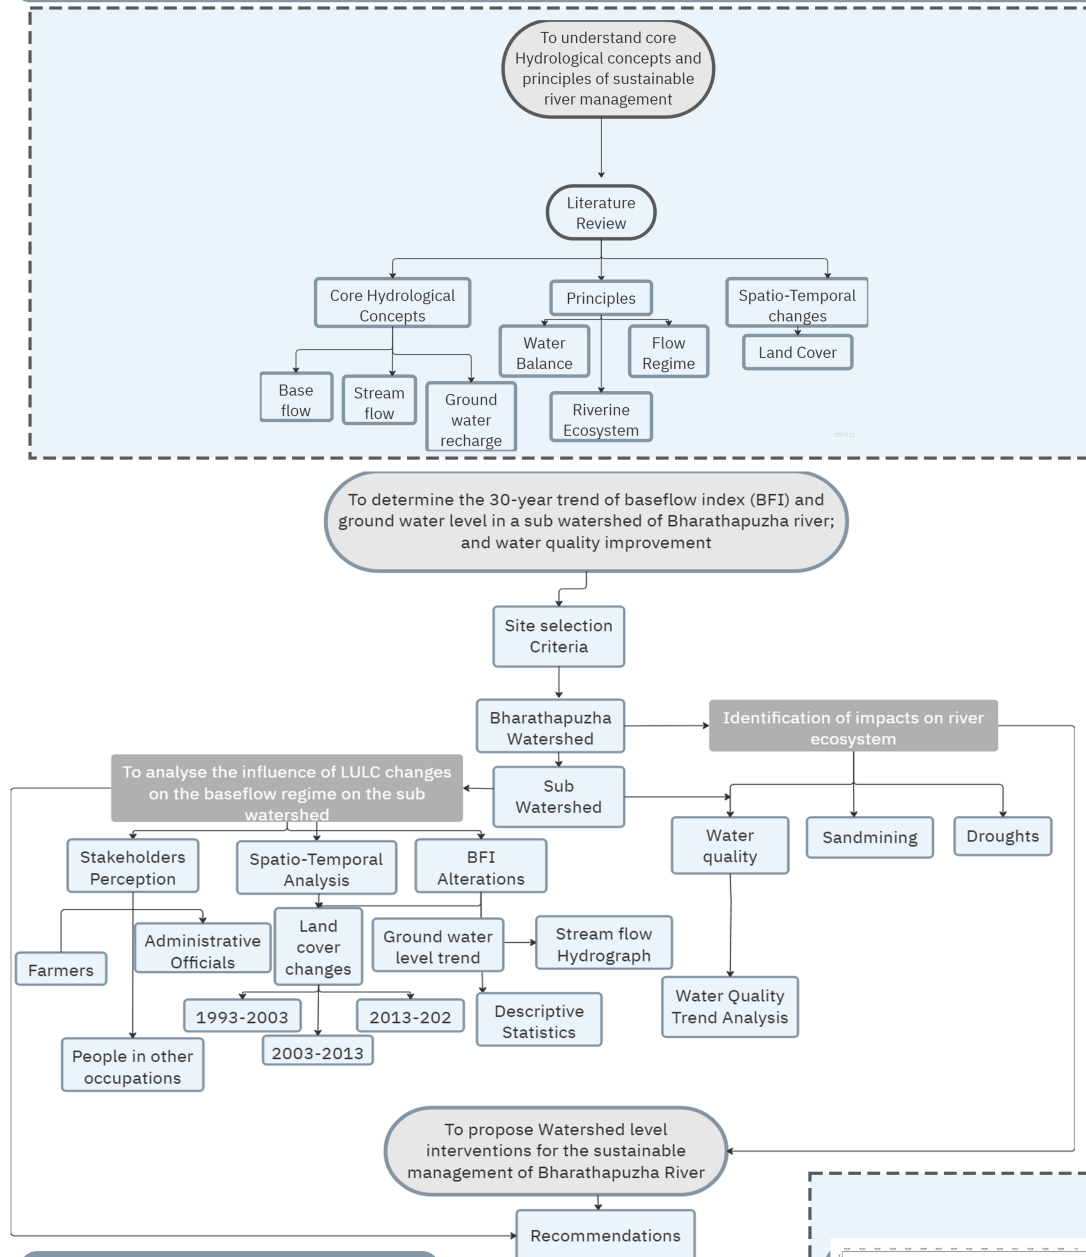 To understand core
Hydrological concepts and
principles of sustainable
river management
Literature
Review
Core Hydrological
Concepts
Principles
Spatio-Temporal
changes
Water
Balance
Flow
Regime
Land Cover
Base
flow
Stream
flow
Ground
water
recharge
Riverine
Ecosystem
miro
To determine the 30-year trend of baseflow index (BFI) and
ground water level in a sub watershed of Bharathapuzha river;
and water quality improvement
Site selection
Criteria
Bharathapuzha
Watershed
Identification of impacts on river
ecosystem
To analyse the influence of LULC changes
on the baseflow regime on the sub
watershed
Sub
Watershed
Water
quality
Sandmining
Droughts
Stakeholders
Perception
Spatio-Temporal
Analysis
BFI
Alterations
Farmers
Administrative
Officials
Land
cover
changes
Ground water
level trend
Stream flow
Hydrograph
Water Quality
Trend Analysis
1993-2003
2013-202
Descriptive
Statistics
2003-2013
People in other
occupations
To propose Watershed level
interventions for the sustainable
management of Bharathapuzha River
Recommendations